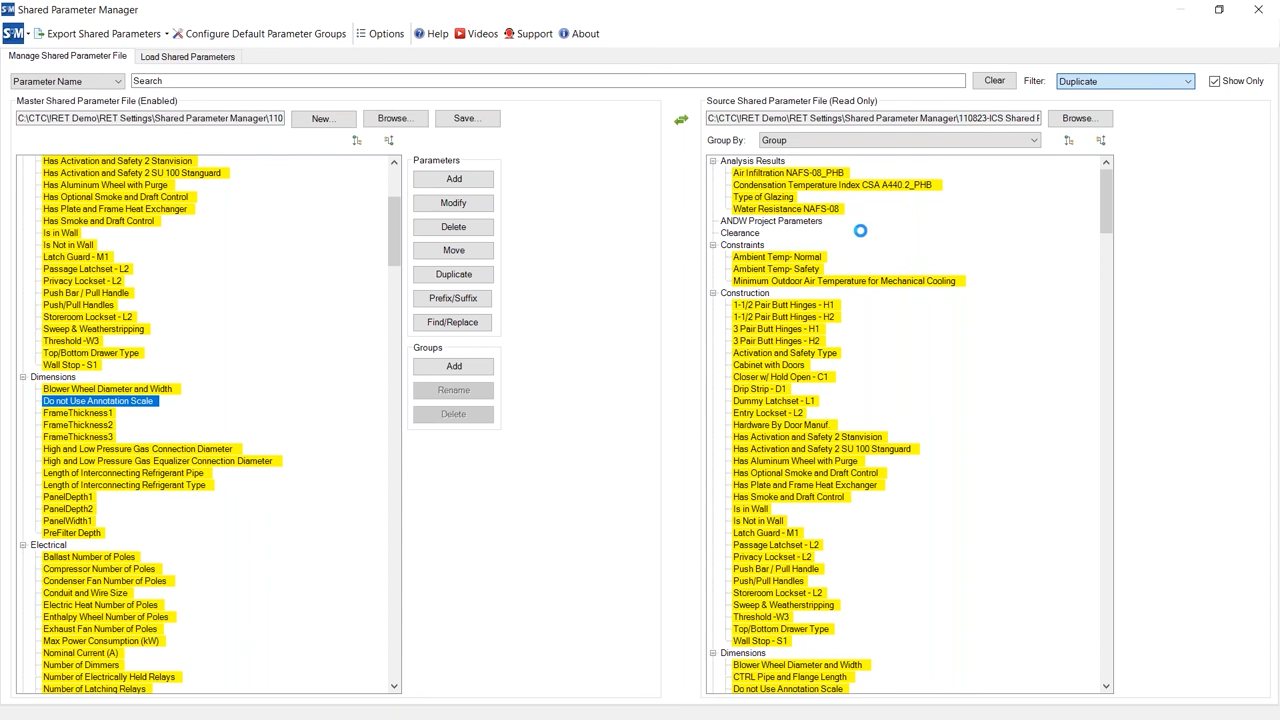 Shared Parameter Manager
Export Shared Parameters
Configure Default Parameter Groups
Options
Help
Videos
Support
About
Manage Shared Parameter File
Load Shared Parameters
Parameter Name
Search
Clear
Filter:
Duplicate
Show Only
Master Shared Parameter File (Enabled)
C:\CTC\!RET Demo\RET Settings\Shared Parameter Manager\110
New...
Browse...
Save...
Has Activation and Safety 2 Stanvision
Has Activation and Safety 2 SU 100 Stanguard
Has Aluminum Wheel with Purge
Has Optional Smoke and Draft Control
Has Plate and Frame Heat Exchanger
Has Smoke and Draft Control
Is in Wall
Is Not in Wall
Latch Guard - M1
Passage Latchset - L2
Privacy Lockset - L2
Push Bar / Pull Handle
Push/Pull Handles
Storeroom Lockset - L2
Sweep & Weatherstripping
Threshold -W3
Top/Bottom Drawer Type
Wall Stop - S1
Dimensions
Blower Wheel Diameter and Width
Do not Use Annotation Scale
FrameThickness1
FrameThickness2
FrameThickness3
High and Low Pressure Gas Connection Diameter
High and Low Pressure Gas Equalizer Connection Diameter
Length of Interconnecting Refrigerant Pipe
Length of Interconnecting Refrigerant Type
PanelDepth1
PanelDepth2
PanelWidth1
PreFilter Depth
Electrical
Ballast Number of Poles
Compressor Number of Poles
Condenser Fan Number of Poles
Conduit and Wire Size
Electric Heat Number of Poles
Enthalpy Wheel Number of Poles
Exhaust Fan Number of Poles
Max Power Consumption (kW)
Nominal Current (A)
Number of Dimmers
Number of Electrically Held Relays
Number of Latching Relays
Parameters
Add
Modify
Delete
Move
Duplicate
Prefix/Suffix
Find/Replace
Groups
Add
Rename
Delete
Source Shared Parameter File (Read Only)
C:\CTC\!RET Demo\RET Settings\Shared Parameter Manager\110823-ICS Shared F
Browse...
Group By:
Group
Analysis Results
Air Infiltration NAFS-08_PHB
Condensation Temperature Index CSA A440.2_PHB
Type of Glazing
Water Resistance NAFS-08
ANDW Project Parameters
Clearance
Constraints
Ambient Temp- Normal
Ambient Temp- Safety
Minimum Outdoor Air Temperature for Mechanical Cooling
Construction
1-1/2 Pair Butt Hinges - H1
1-1/2 Pair Butt Hinges - H2
3 Pair Butt Hinges - H1
3 Pair Butt Hinges - H2
Activation and Safety Type
Cabinet with Doors
Closer w/ Hold Open - C1
Drip Strip - D1
Dummy Latchset - L1
Entry Lockset - L2
Hardware By Door Manuf.
Has Activation and Safety 2 Stanvision
Has Activation and Safety 2 SU 100 Stanguard
Has Aluminum Wheel with Purge
Has Optional Smoke and Draft Control
Has Plate and Frame Heat Exchanger
Has Smoke and Draft Control
Is in Wall
Is Not in Wall
Latch Guard - M1
Passage Latchset - L2
Privacy Lockset - L2
Push Bar / Pull Handle
Push/Pull Handles
Storeroom Lockset - L2
Sweep & Weatherstripping
Threshold -W3
Top/Bottom Drawer Type
Wall Stop - S1
Dimensions
Blower Wheel Diameter and Width
CTRL Pipe and Flange Length
Do not Use Annotation Scale